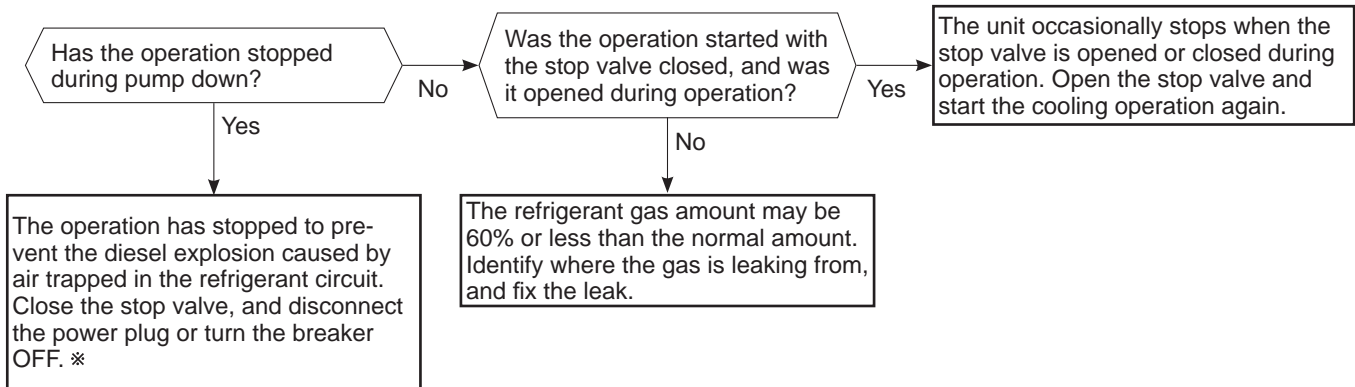 Has the operation stopped
during pump down?
No
Yes
Was the operation started with
the stop valve closed, and was
it opened during operation?
Yes
No
The unit occasionally stops when the
stop valve is opened or closed during
operation. Open the stop valve and
start the cooling operation again.
The operation has stopped to pre-
vent the diesel explosion caused by
air trapped in the refrigerant circuit.
Close the stop valve, and disconnect
the power plug or turn the breaker
OFF. ※
The refrigerant gas amount may be
60% or less than the normal amount.
Identify where the gas is leaking from,
and fix the leak.